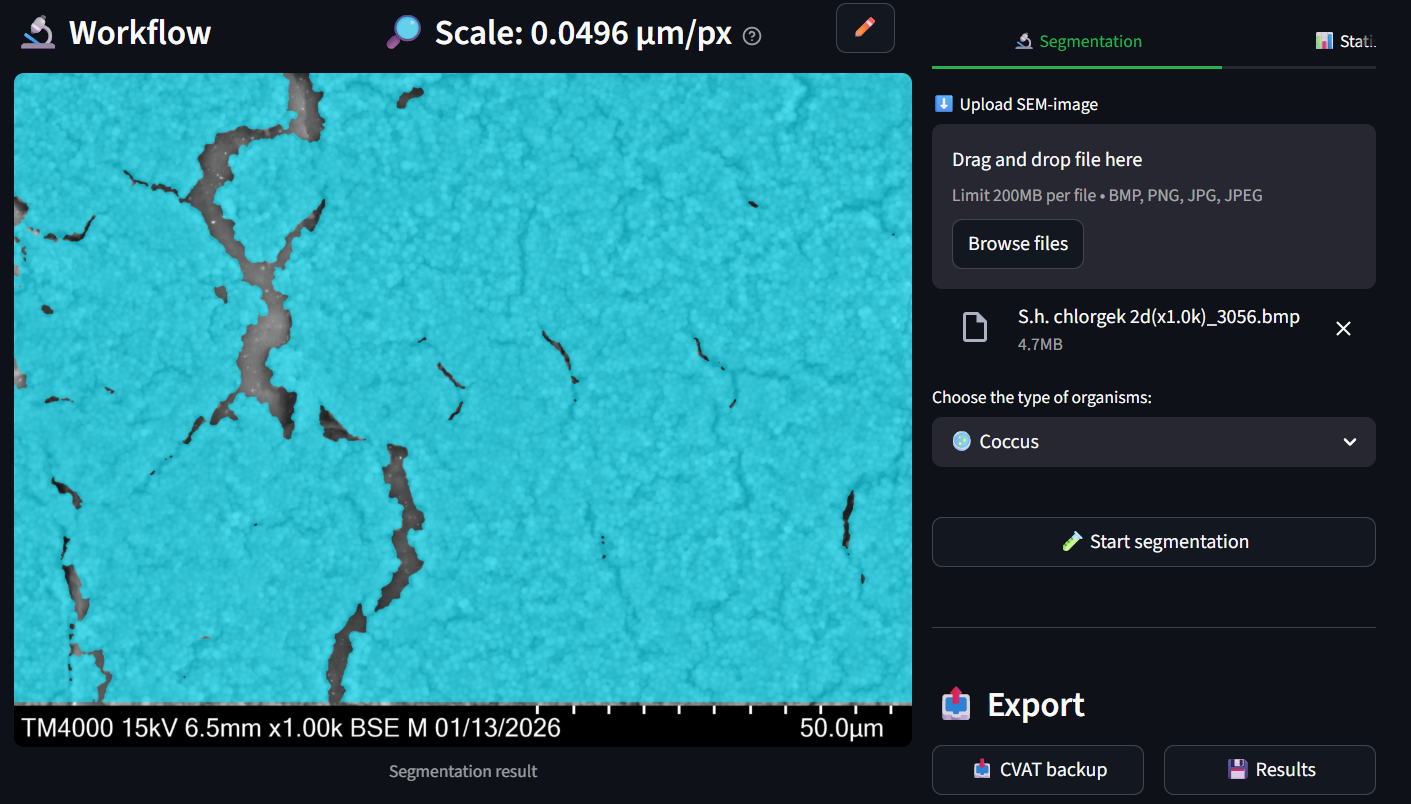 Workflow
Scale: 0.0496 µm/px
TM4000 15kV 6.5mm x1.00k BSE M 01/13/2026
50.0µm
Segmentation result
Segmentation
Stati.
Upload SEM-image
Drag and drop file here
Limit 200MB per file • BMP, PNG, JPG, JPEG
Browse files
S.h. chlorgek 2d(x1.0k)_3056.bmp
4.7MB
Choose the type of organisms:
Coccus
Start segmentation
Export
CVAT backup
Results